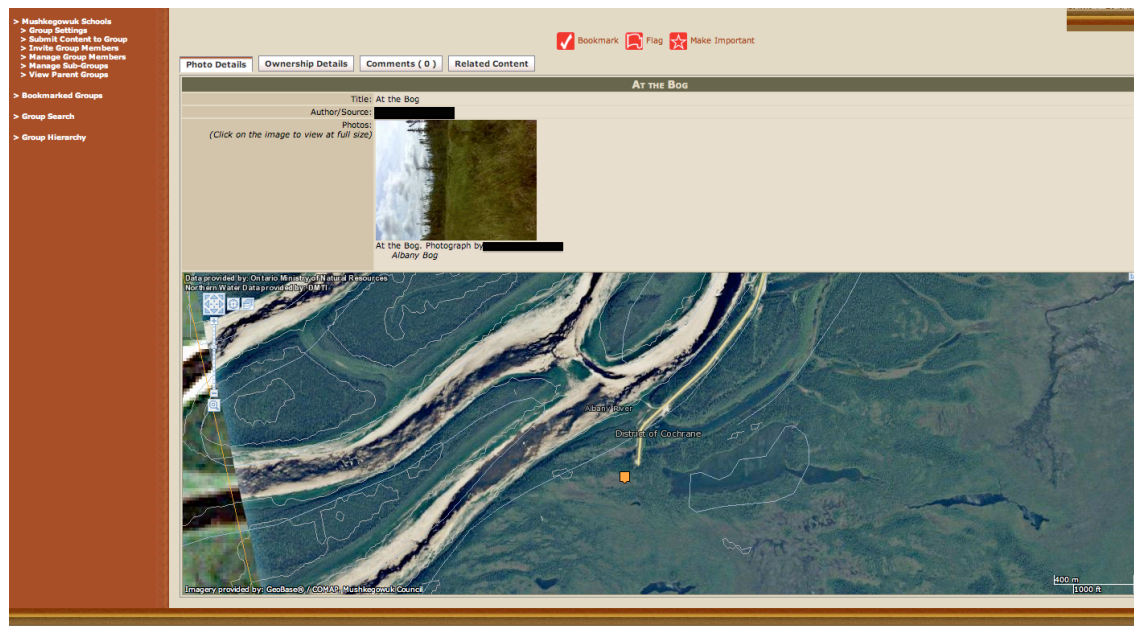 > Mushkegowuk Schools
> Group Settings
> Submit Content to Group
> Invite Group Members
> Manage Group Members
> Manage Sub-Groups
> View Parent Groups
> Bookmarked Groups
> Group Search
> Group Hierarchy
Bookmark Flag Make Important
Photo Details Ownership Details Comments ( 0 ) Related Content
AT THE BOG
Title: At the Bog
Author/Source:
Photos:
(Click on the image to view at full size)
At the Bog. Photograph by
Albany Bog
Data provided by: Ontario Ministry of Natural Resources
Northern Water Data provided by: DMTI
Albany River
District of Cochrane
Imagery provided by: GeoBase® / COMAP, Mushkegowuk Council
400 m
1000 ft